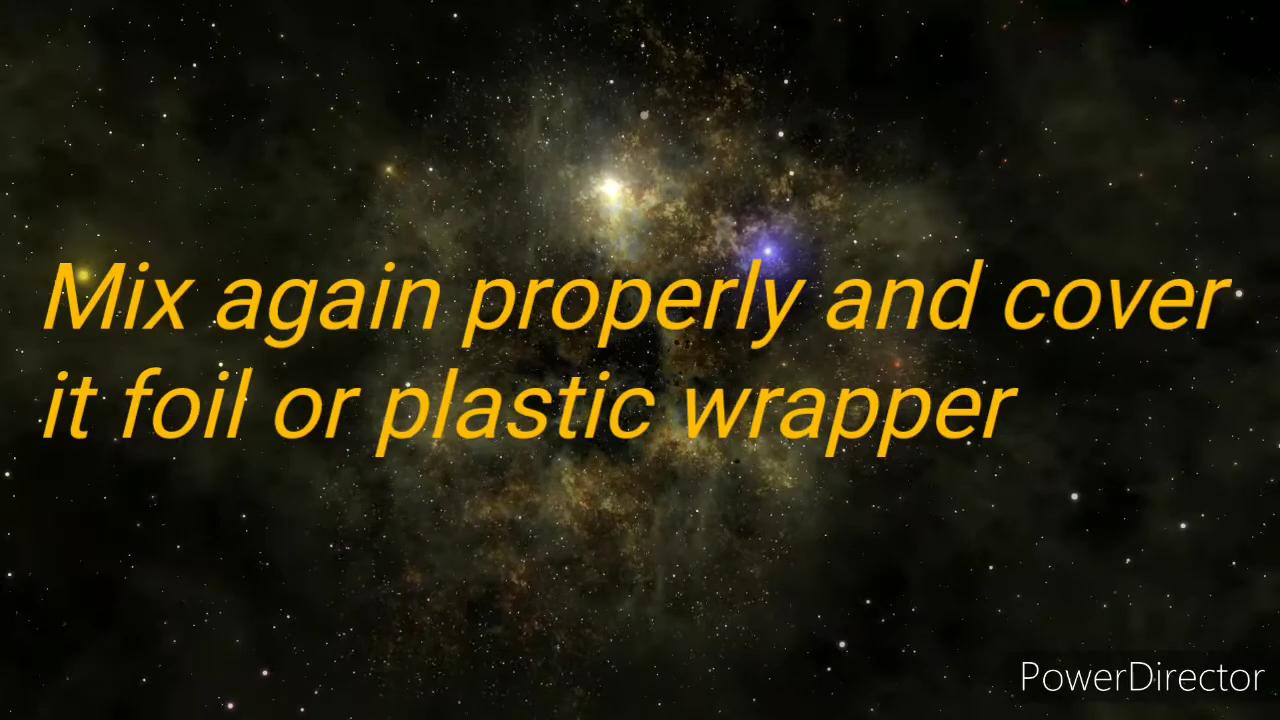 Mix again properly and cover
it foil or plastic wrapper
PowerDirector